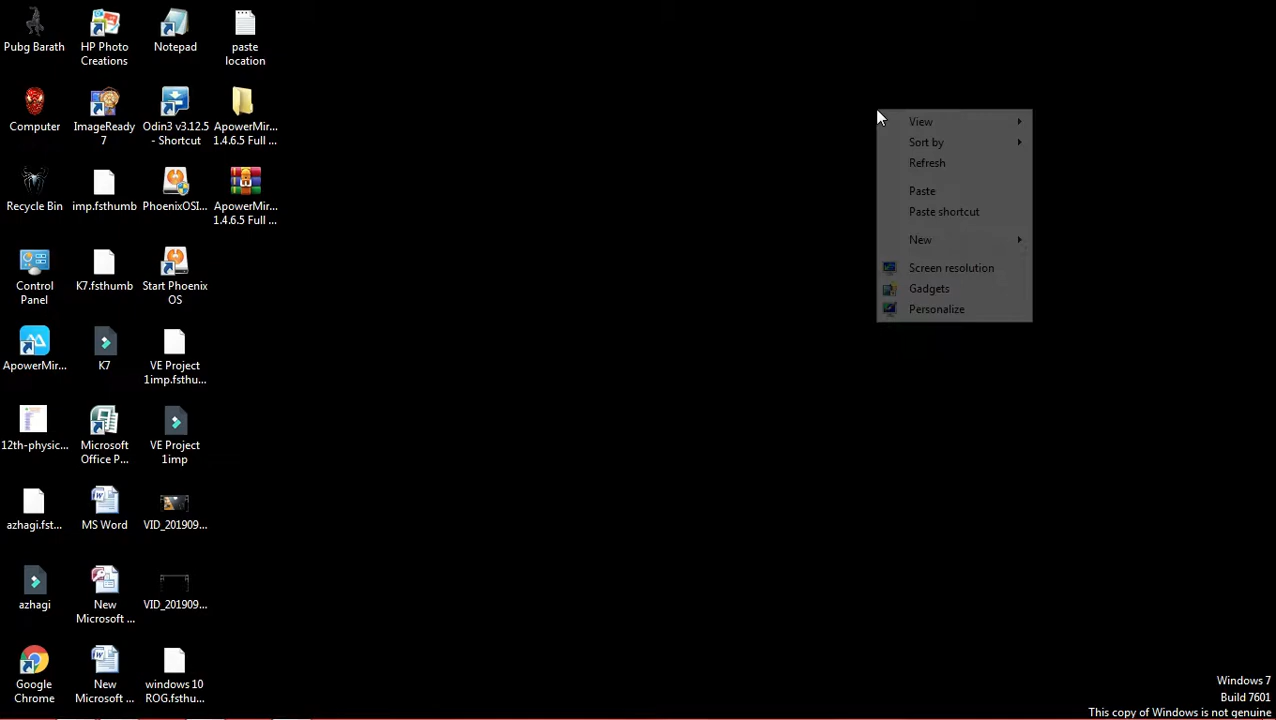 Pubg Barath
HP Photo
Creations
Notepad
paste
location
Computer
ImageReady
7
Odin3 v3.12.5
- Shortcut
ApowerMir...
1.4.6.5 Full ...
Recycle Bin
imp.fsthumb
PhoenixOSI...
ApowerMir...
1.4.6.5 Full ...
Control
Panel
K7.fsthumb
Start Phoenix
OS
ApowerMir...
K7
VE Project
1imp.fsthu...
12th-physic...
Microsoft
Office P...
VE Project
1imp
azhagi.fst...
MS Word
VID_201909...
azhagi
New
Microsoft ...
VID_201909...
Google
Chrome
New
Microsoft ...
windows 10
ROG.fsthu...
View
Sort by
Refresh
Paste
Paste shortcut
New
Screen resolution
Gadgets
Personalize
Windows 7
Build 7601
This copy of Windows is not genuine